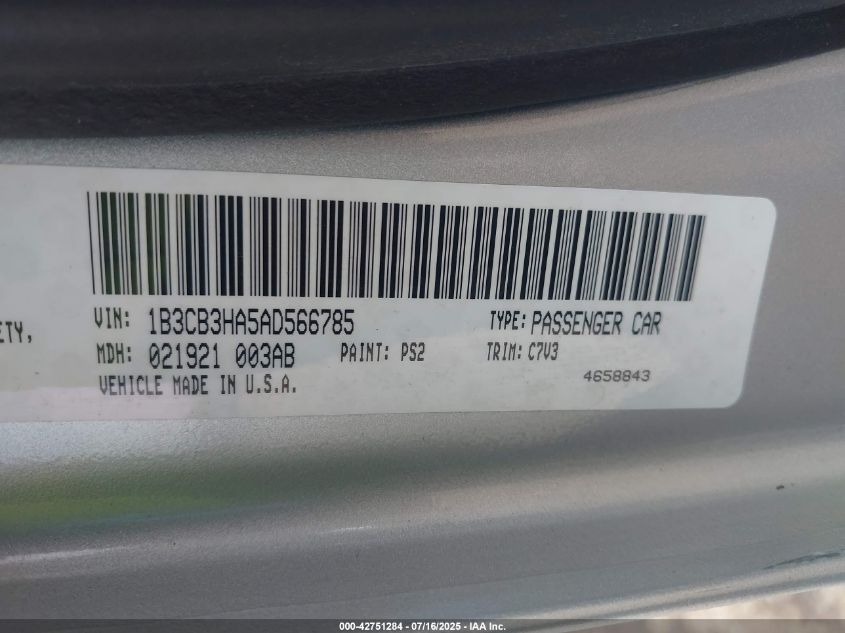 VIN: 1B3CB3HA5AD566785 TYPE: PASSENGER CAR
ETY,
MDH: 021921 003AB PAINT: PS2 TRIM: C7V3
VEHICLE MADE IN U.S.A. 4658843
000-42751284 - 07/16/2025 - IAA Inc.